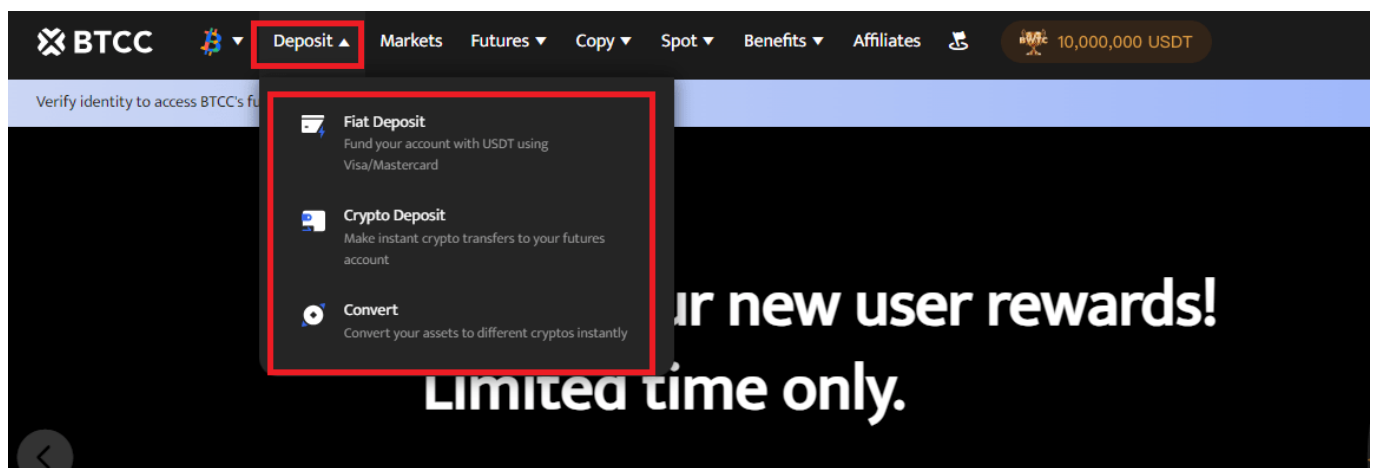 BTCC Deposit Markets Futures Copy Spot Benefits Affiliates 10,000,000 USDT
Verify identity to access BTCC's
Fiat Deposit
Fund your account with USDT using
Visa/Mastercard
Crypto Deposit
Make instant crypto transfers to your futures
account
Convert
Convert your assets to different cryptos instantly
new user rewards!
Limited time only.